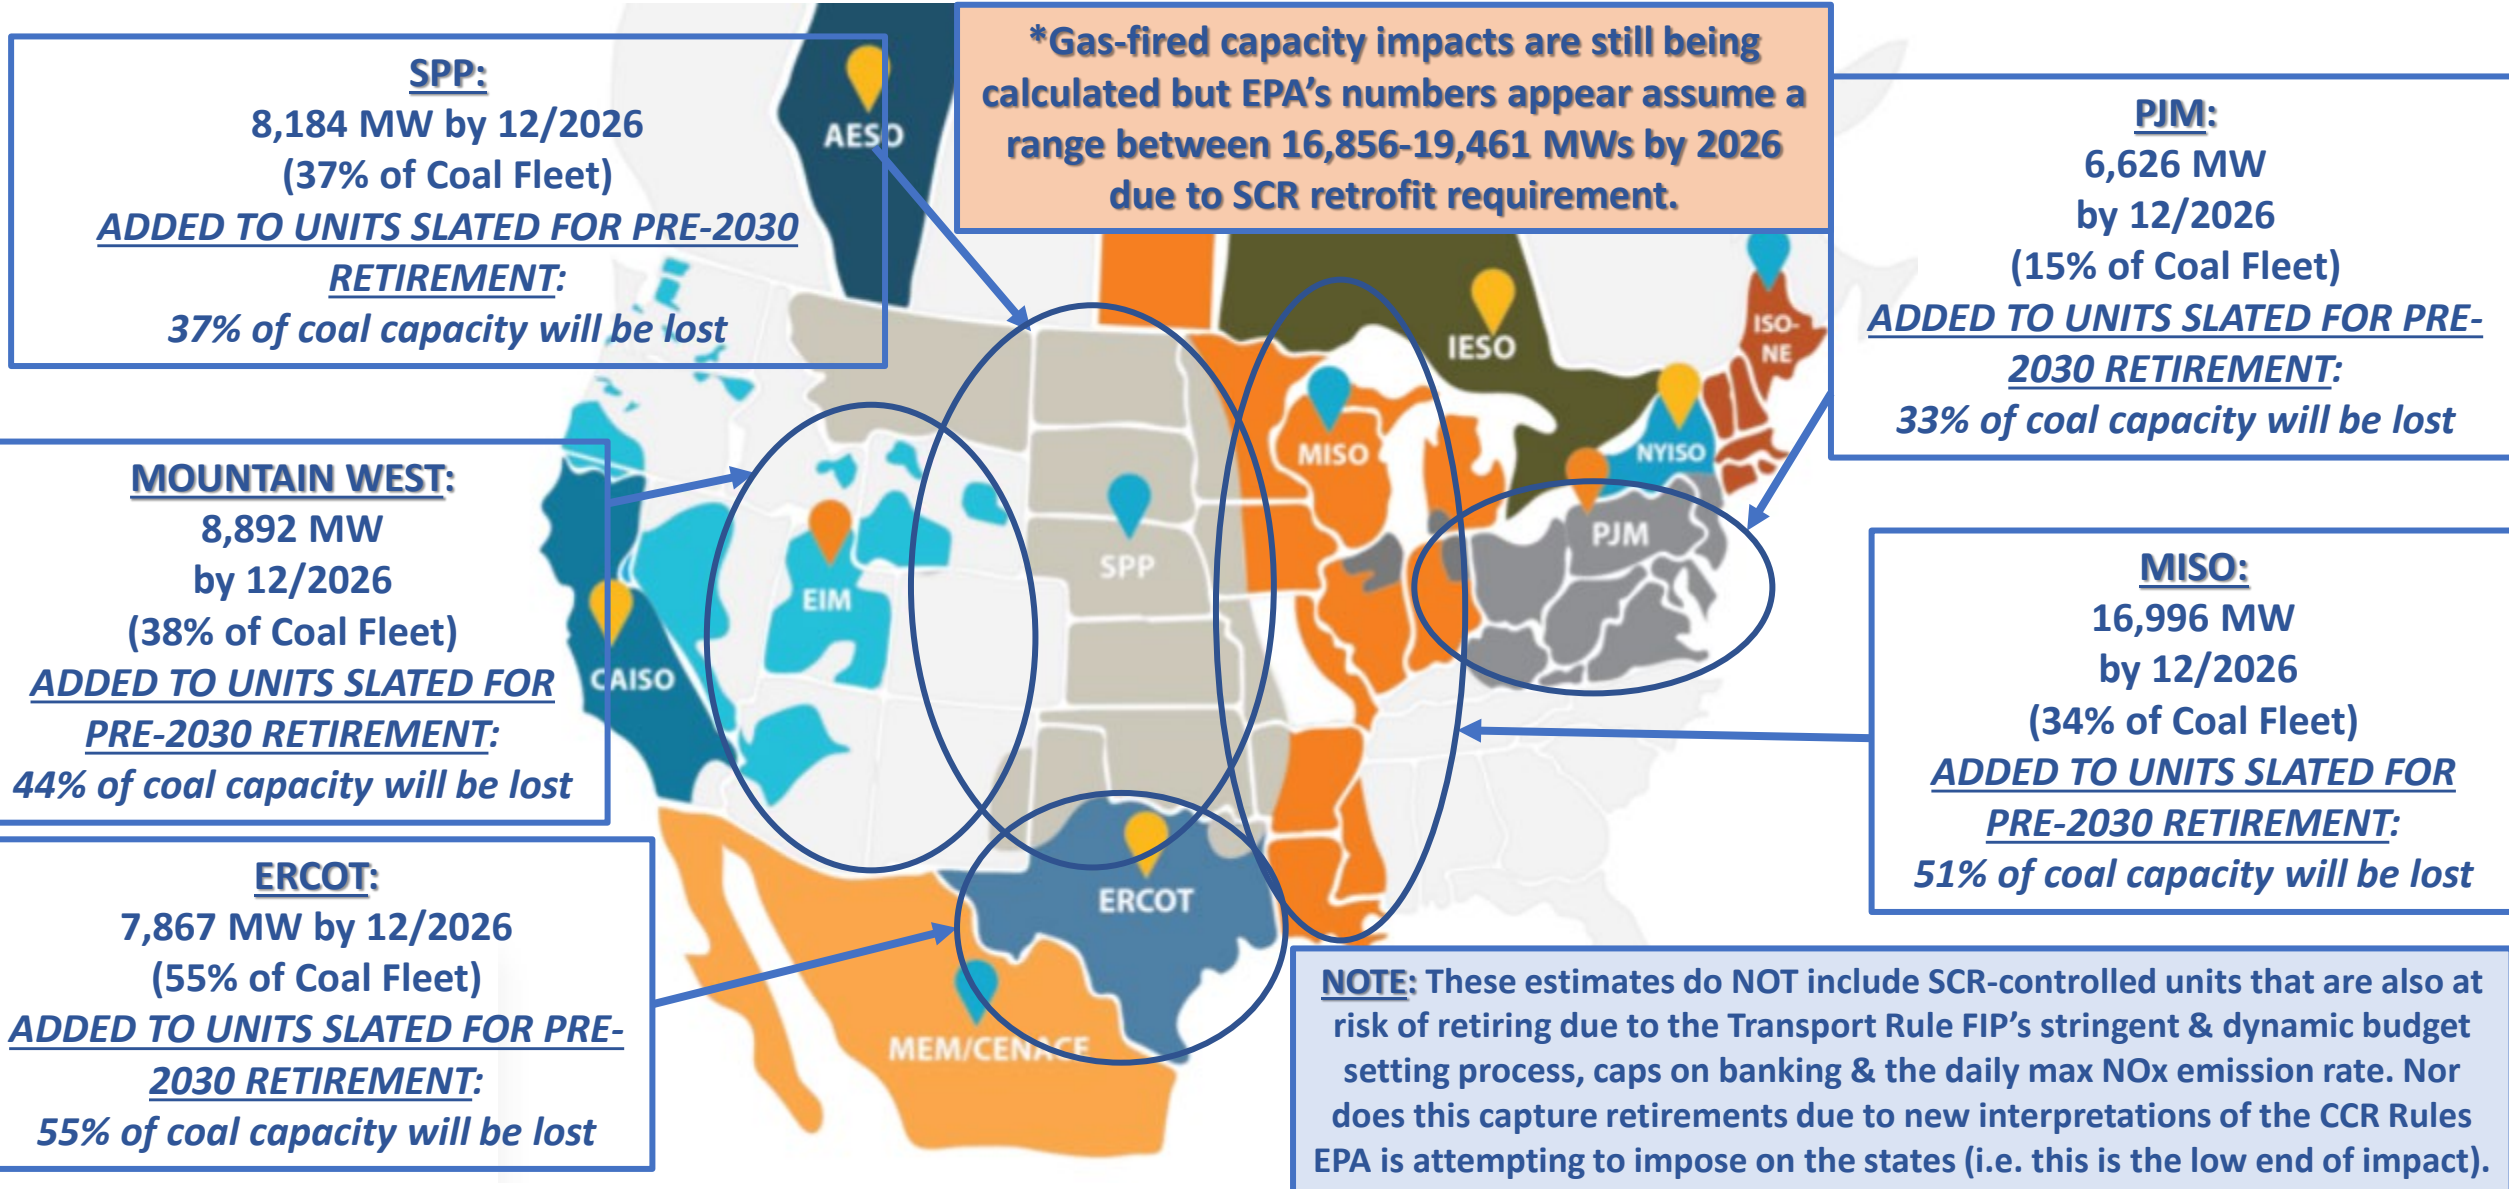 SPP:
8,184 MW by 12/2026
(37% of Coal Fleet)
ADDED TO UNITS SLATED FOR PRE-2030
RETIREMENT:
37% of coal capacity will be lost
*Gas-fired capacity impacts are still being
calculated but EPA's numbers appear assume a
range between 16,856-19,461 MWs by 2026
due to SCR retrofit requirement.
PJM:
6,626 MW
by 12/2026
(15% of Coal Fleet)
ADDED TO UNITS SLATED FOR PRE-
2030 RETIREMENT:
33% of coal capacity will be lost
MOUNTAIN WEST:
8,892 MW
by 12/2026
(38% of Coal Fleet)
ADDED TO UNITS SLATED FOR
PRE-2030 RETIREMENT:
44% of coal capacity will be lost
MISO:
16,996 MW
by 12/2026
(34% of Coal Fleet)
ADDED TO UNITS SLATED FOR
PRE-2030 RETIREMENT:
51% of coal capacity will be lost
ERCOT:
7,867 MW by 12/2026
(55% of Coal Fleet)
ADDED TO UNITS SLATED FOR PRE-
2030 RETIREMENT:
55% of coal capacity will be lost
NOTE: These estimates do NOT include SCR-controlled units that are also at
risk of retiring due to the Transport Rule FIP's stringent & dynamic budget
setting process, caps on banking & the daily max NOx emission rate. Nor
does this capture retirements due to new interpretations of the CCR Rules
EPA is attempting to impose on the states (i.e. this is the low end of impact).
AESO
IESO
ISO-
NE
MISO
NYISO
PJM
SPP
EIM
CAISO
ERCOT
MEM/CENACE